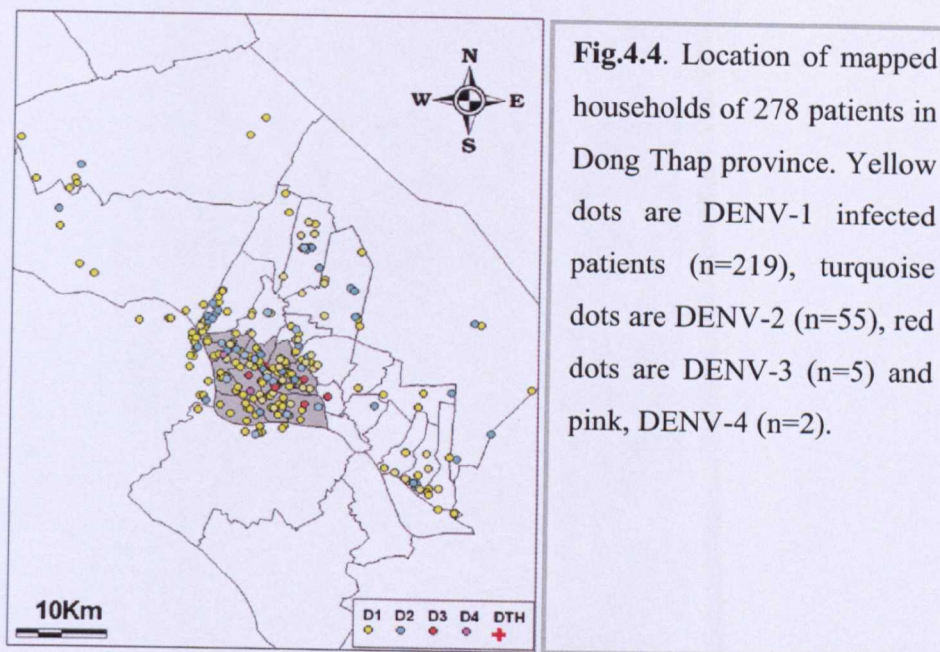 N
W E
S
10Km
D1 D2 D3 D4 DTH
Fig.4.4. Location of mapped
households of 278 patients in
Dong Thap province. Yellow
dots are DENV-1 infected
patients (n=219), turquoise
dots are DENV-2 (n=55), red
dots are DENV-3 (n=5) and
pink, DENV-4 (n=2).